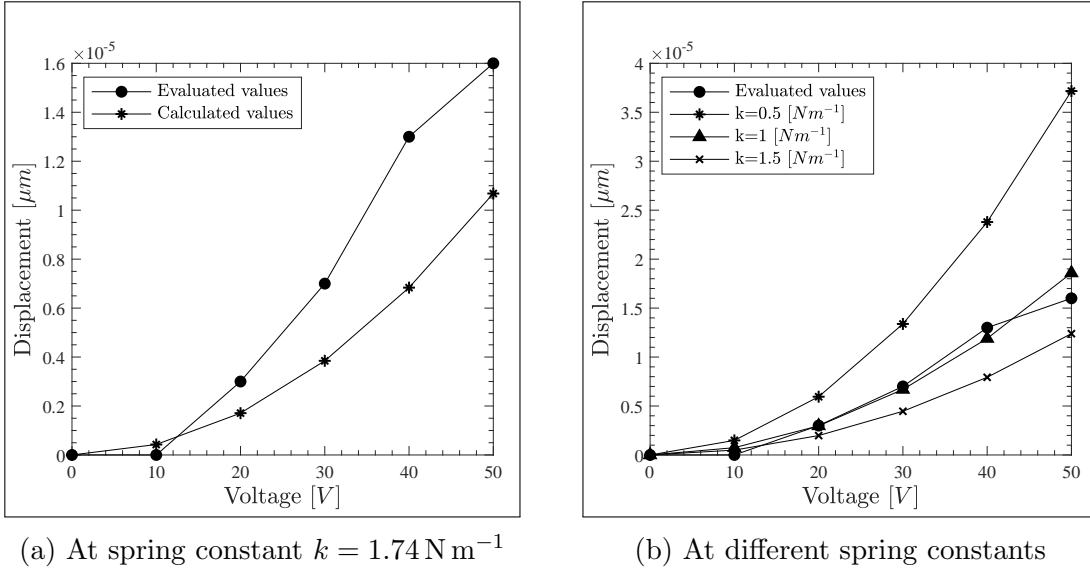 ×10⁻⁵
1.6
1.4
1.2
1
0.8
0.6
0.4
0.2
0
Displacement [μm]
Evaluated values
Calculated values
0 10 20 30 40 50
Voltage [V]
(a) At spring constant k = 1.74 N m⁻¹
×10⁻⁵
4
3.5
3
2.5
2
1.5
1
0.5
0
Displacement [μm]
Evaluated values
k=0.5 [Nm⁻¹]
k=1 [Nm⁻¹]
k=1.5 [Nm⁻¹]
0 10 20 30 40 50
Voltage [V]
(b) At different spring constants